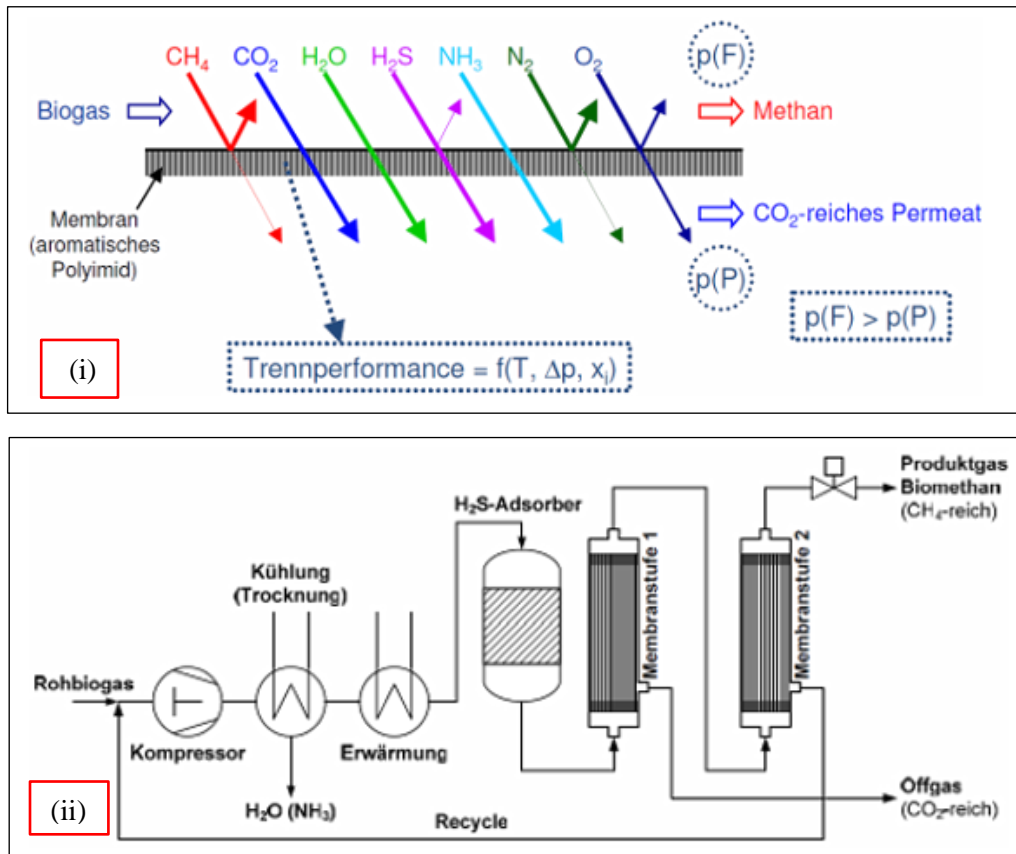 CH₄ CO₂ H₂O H₂S NH₃ N₂ O₂ p(F)
Biogas
Methan
Membran
(aromatisches
Polyimid)
CO₂-reiches Permeat
p(P)
p(F) > p(P)
Trennperformance = f(T, Δp, xᵢ)
(i)
Produktgas
Biomethan
(CH₄-reich)
H₂S-Adsorber
Membranstufe 1
Membranstufe 2
Kühlung
(Trocknung)
Rohbiogas
Kompressor
Erwärmung
H₂O (NH₃)
Offgas
(CO₂-reich)
Recycle
(ii)